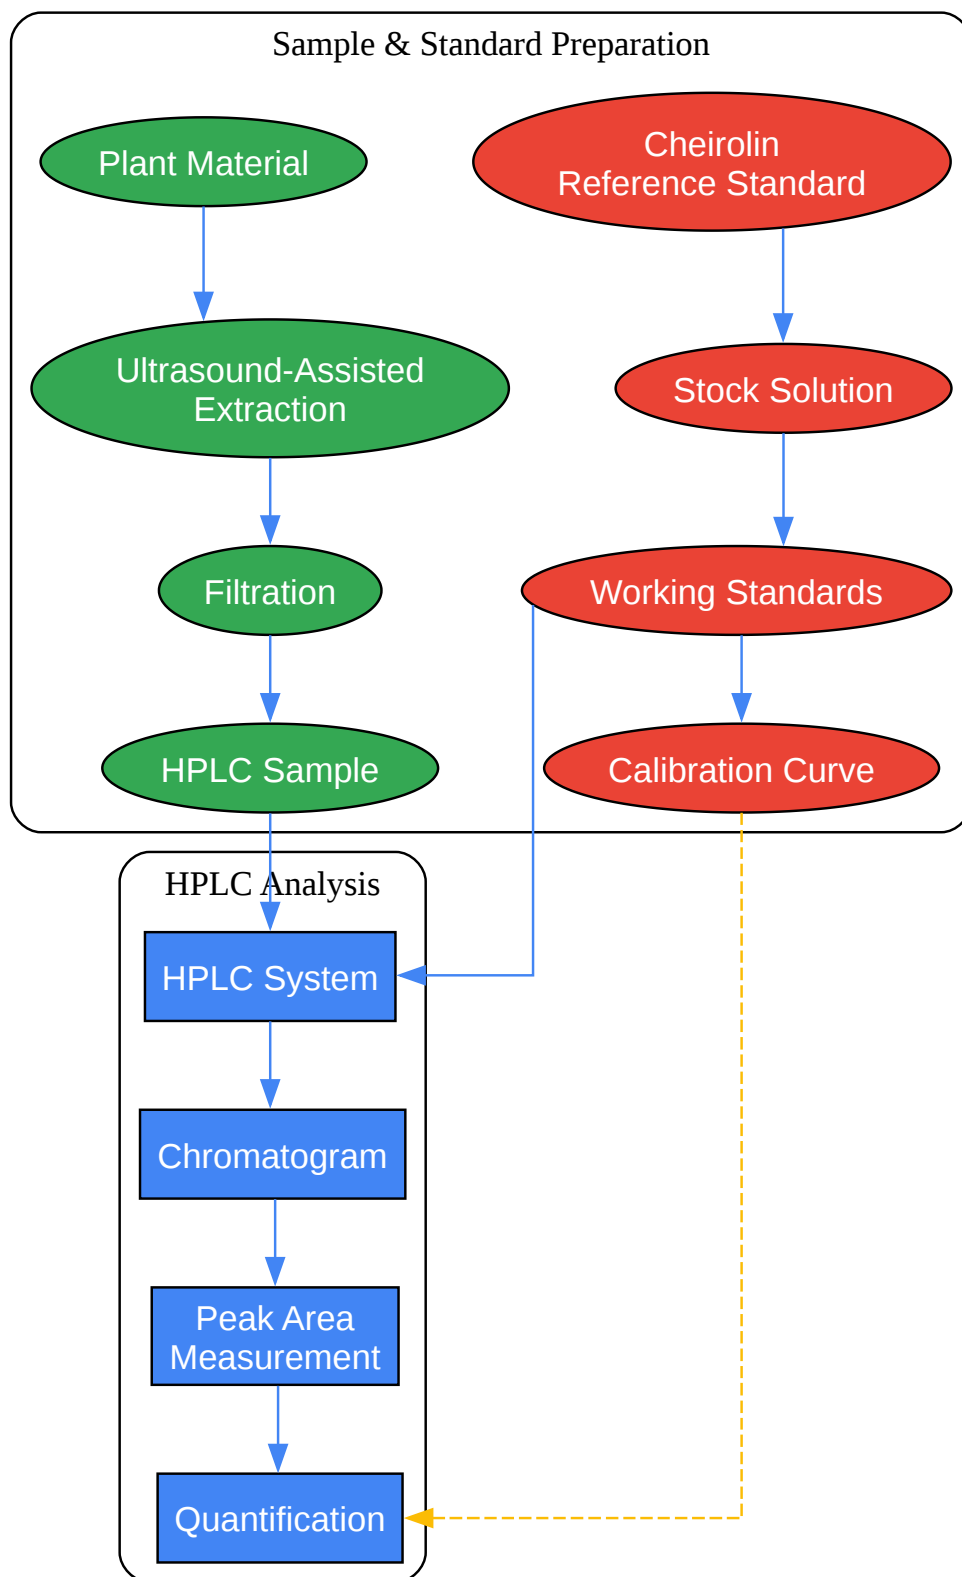 Sample & Standard Preparation
Plant Material
Cheirolin
Reference Standard
Ultrasound-Assisted
Extraction
Stock Solution
Filtration
Working Standards
HPLC Sample
Calibration Curve
HPLC Analysis
HPLC System
Chromatogram
Peak Area
Measurement
Quantification